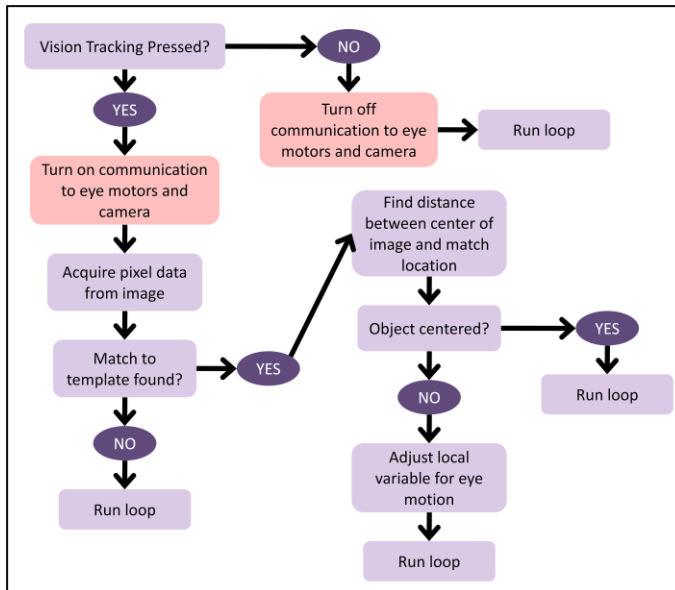 Vision Tracking Pressed?
NO
YES
Turn off
communication to eye
motors and camera
Run loop
Turn on communication
to eye motors and
camera
Acquire pixel data
from image
Match to
template found?
YES
NO
Run loop
Find distance
between center of
image and match
location
Object centered?
YES
Run loop
NO
Adjust local
variable for eye
motion
Run loop